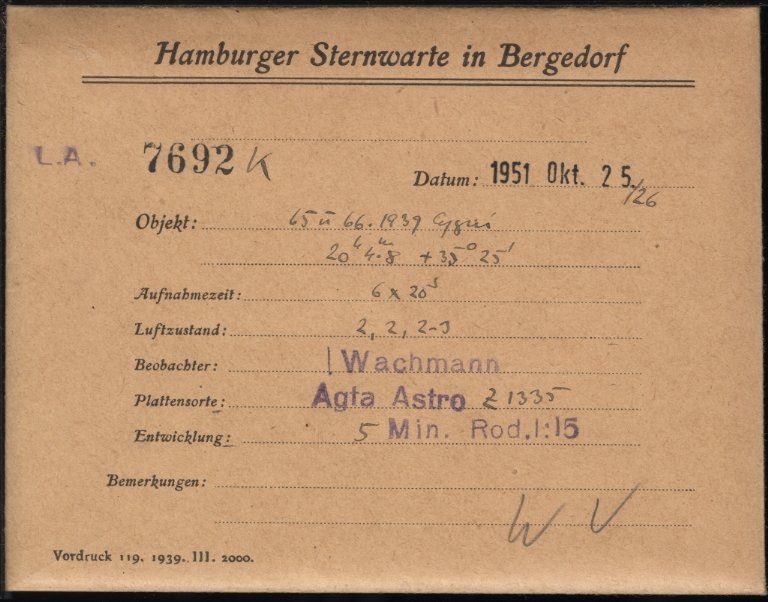 Hamburger Sternwarte in Bergedorf
L.A. 7692 K
Datum: 1951 Okt. 25./26
Objekt: 65 u 66.1939 Cygni
20ʰ 4ᵐ.8 +35° 25'
Aufnahmezeit: 6 x 20ˢ
Luftzustand: 2, 2, 2-3
Beobachter: Wachmann
Plattensorte: Agfa Astro Z 1335
Entwicklung: 5 Min. Rod.1:15
Bemerkungen:
W V
Vordruck 119. 1939. III. 2000.